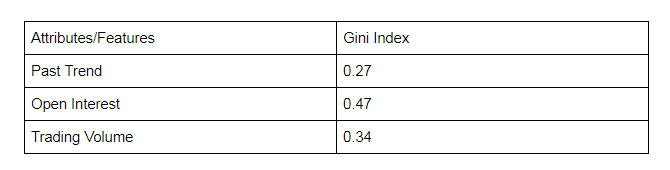 Attributes/Features Gini Index
Past Trend 0.27
Open Interest 0.47
Trading Volume 0.34